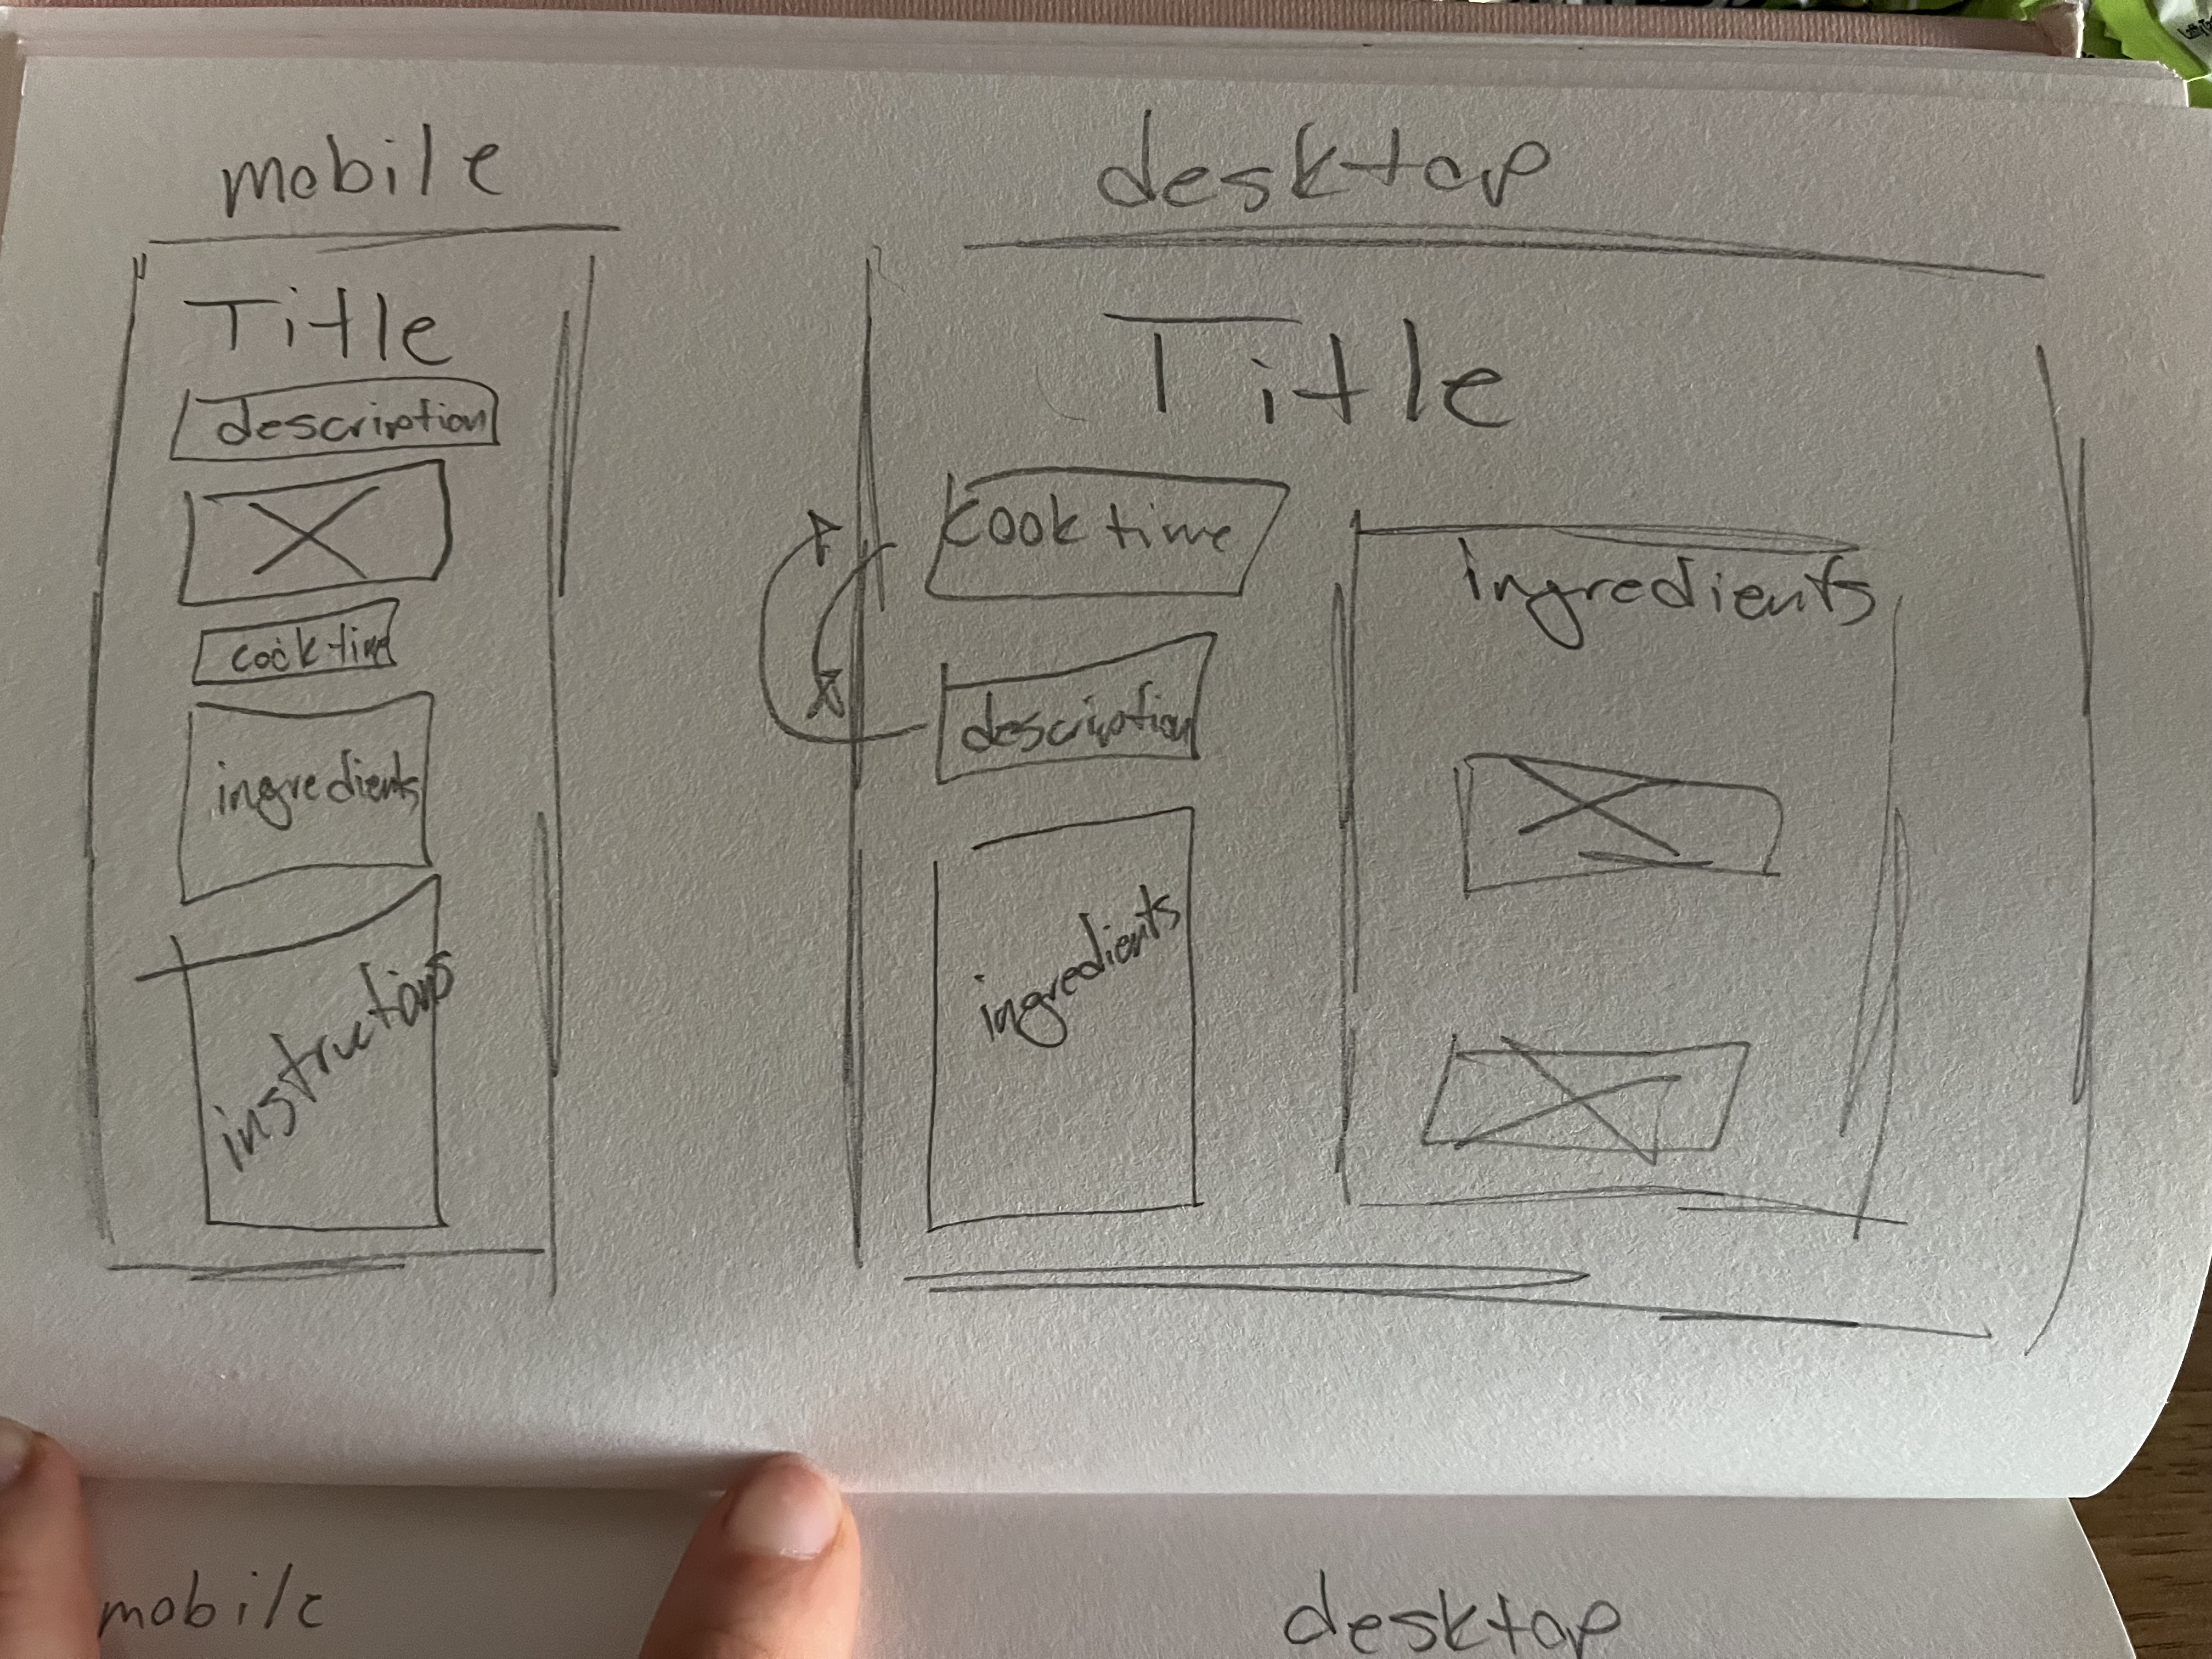 mobile
Title
description
cook time
ingredients
instructions
desktop
Title
cook time
description
ingredients
ingredients
mobile
desktop